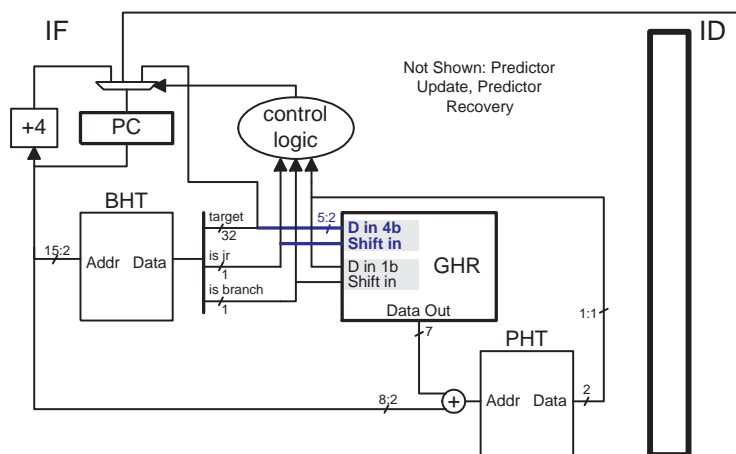 IF
ID
Not Shown: Predictor
Update, Predictor
Recovery
control
logic
+4
PC
BHT
target
32
5:2
D in 4b
Shift in
GHR
15:2
Addr Data
is jr
1
D in 1b
Shift in
is branch
1
Data Out
7
1:1
PHT
Addr Data
2
8:2
+